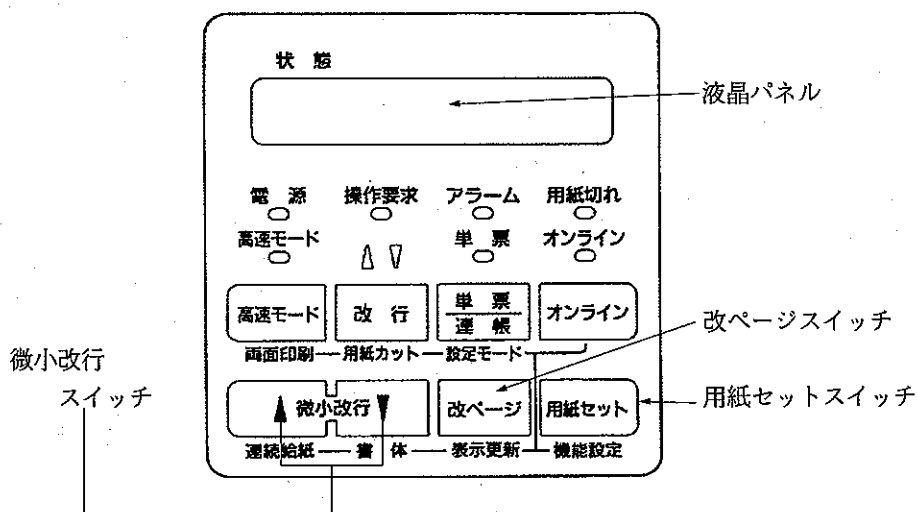 状態
液晶パネル
電源 操作要求 アラーム 用紙切れ
高速モード 単票 オンライン
高速モード 改行 単票 連帳 オンライン
両面印刷 用紙カット 設定モード
改ページスイッチ
微小改行
スイッチ
微小改行 改ページ 用紙セット
用紙セットスイッチ
連続給紙 書体 表示更新 機能設定